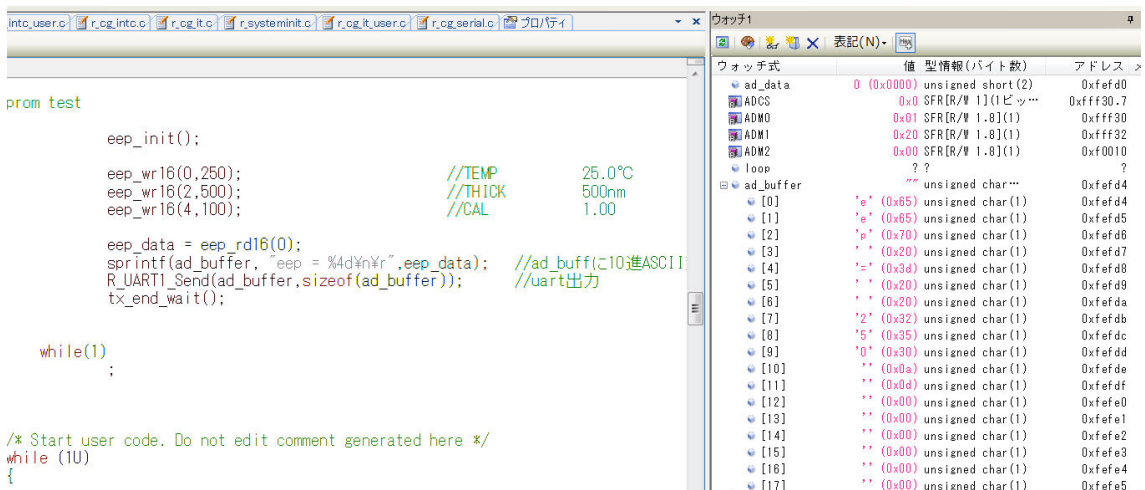 intc_user.c r_cg_intc.c r_cg_it.c r_systeminit.c r_cg_it_user.c r_cg_serial.c プロパティ
prom test
eep_init();
eep_wr16(0,250); //TEMP 25.0°C
eep_wr16(2,500); //THICK 500nm
eep_wr16(4,100); //CAL 1.00
eep_data = eep_rd16(0);
sprintf(ad_buffer, "eep = %4d¥n¥r",eep_data); //ad_buffに10進ASCII
R_UART1_Send(ad_buffer,sizeof(ad_buffer)); //uart出力
tx_end_wait();
while(1)
;
/* Start user code. Do not edit comment generated here */
while (1U)
{
ウォッチ1
表記(N)
ウォッチ式 値 型情報(バイト数) アドレス
ad_data 0 (0x0000) unsigned short(2) 0xfefd0
ADCS 0x0 SFR[R/W 1](1ビッ… 0xfff30.7
ADM0 0x01 SFR[R/W 1.8](1) 0xfff30
ADM1 0x20 SFR[R/W 1.8](1) 0xfff32
ADM2 0x00 SFR[R/W 1.8](1) 0xf0010
loop ? ? ?
ad_buffer "" unsigned char… 0xfefd4
[0] 'e' (0x65) unsigned char(1) 0xfefd4
[1] 'e' (0x65) unsigned char(1) 0xfefd5
[2] 'p' (0x70) unsigned char(1) 0xfefd6
[3] ' ' (0x20) unsigned char(1) 0xfefd7
[4] '=' (0x3d) unsigned char(1) 0xfefd8
[5] ' ' (0x20) unsigned char(1) 0xfefd9
[6] ' ' (0x20) unsigned char(1) 0xfefda
[7] '2' (0x32) unsigned char(1) 0xfefdb
[8] '5' (0x35) unsigned char(1) 0xfefdc
[9] '0' (0x30) unsigned char(1) 0xfefdd
[10] '' (0x0a) unsigned char(1) 0xfefde
[11] '' (0x0d) unsigned char(1) 0xfefdf
[12] '' (0x00) unsigned char(1) 0xfefe0
[13] '' (0x00) unsigned char(1) 0xfefe1
[14] '' (0x00) unsigned char(1) 0xfefe2
[15] '' (0x00) unsigned char(1) 0xfefe3
[16] '' (0x00) unsigned char(1) 0xfefe4
[17] '' (0x00) unsigned char(1) 0xfefe5